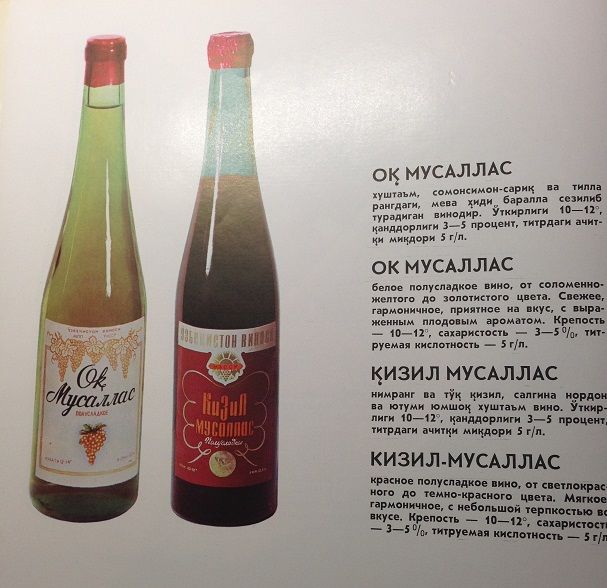 ЎЗБЕКИСТОН ВИНОСИ
Оқ
Мусаллас
ПОЛУСЛАДКОЕ
ЎЗБЕКИСТОН ВИНОСИ
Қизил
МУСАЛЛАС
Полусладкое
ОҚ МУСАЛЛАС
хуштаъм, сомонсимон-сариқ ва тилла
рангдаги, мева ҳиди баралла сезилиб
турадиган винодир. Ўткирлиги 10—12°,
қанддорлиги 3—5 процент, титрдаги ачит-
қи миқдори 5 г/л.
ОК МУСАЛЛАС
белое полусладкое вино, от соломенно-
желтого до золотистого цвета. Свежее,
гармоничное, приятное на вкус, с выра-
женным плодовым ароматом. Крепость
— 10—12°, сахаристость — 3—5%, тит-
руемая кислотность — 5 г/л.
ҚИЗИЛ МУСАЛЛАС
нимранг ва тўқ қизил, салгина нордон
ва ютуми юмшоқ хуштаъм вино. Ўткир-
лиги 10—12°, қанддорлиги 3—5 процент,
титрдаги ачитқи миқдори 5 г/л.
КИЗИЛ-МУСАЛЛАС
красное полусладкое вино, от светлокрас-
ного до темно-красного цвета. Мягкое,
гармоничное, с небольшой терпкостью во
вкусе. Крепость — 10—12°, сахаристость
— 3—5%, титруемая кислотность — 5 г/л